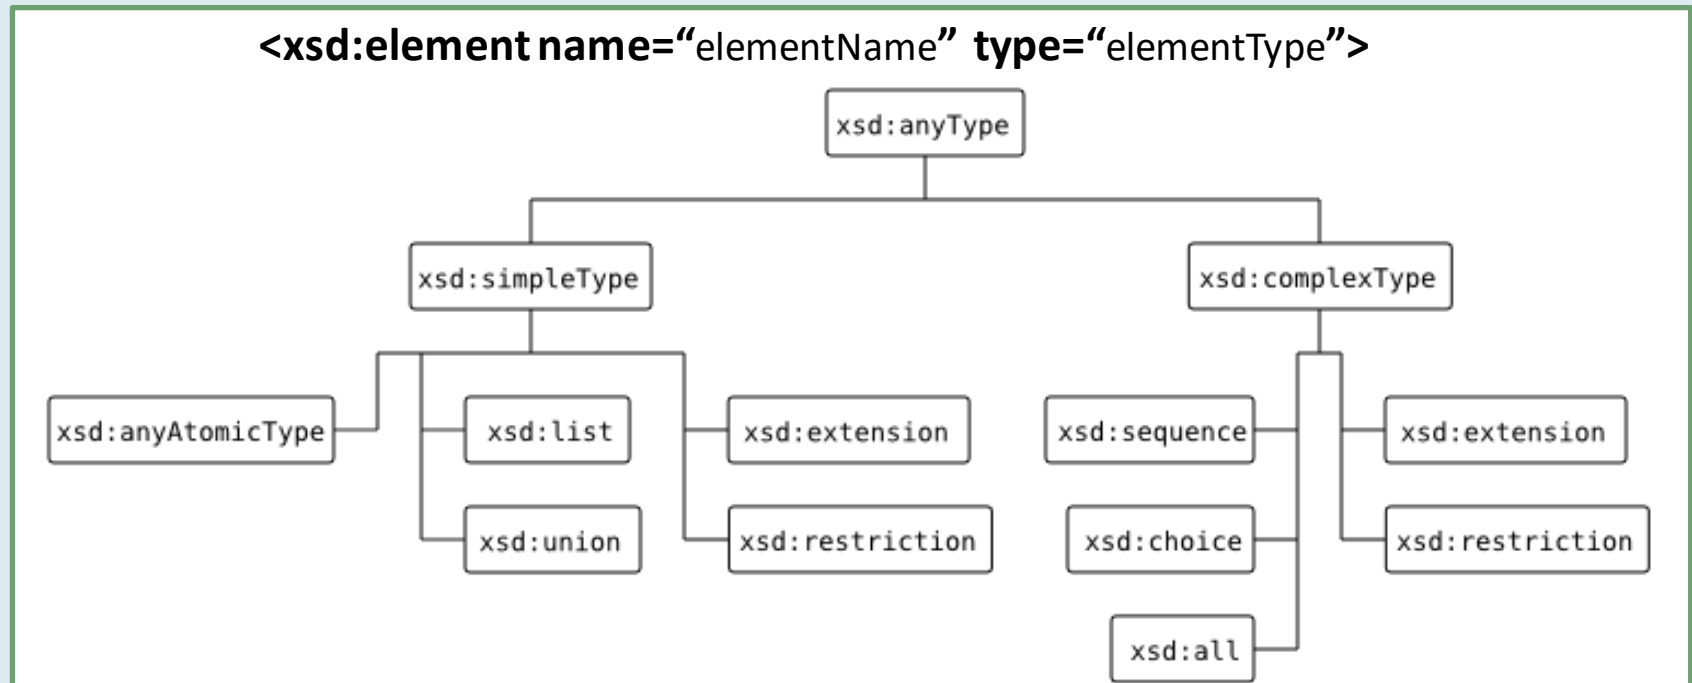 <xsd:element name=“elementName” type=“elementType”>
xsd:anyType
xsd:simpleType
xsd:complexType
xsd:anyAtomicType
xsd:list
xsd:extension
xsd:sequence
xsd:extension
xsd:union
xsd:restriction
xsd:choice
xsd:restriction
xsd:all